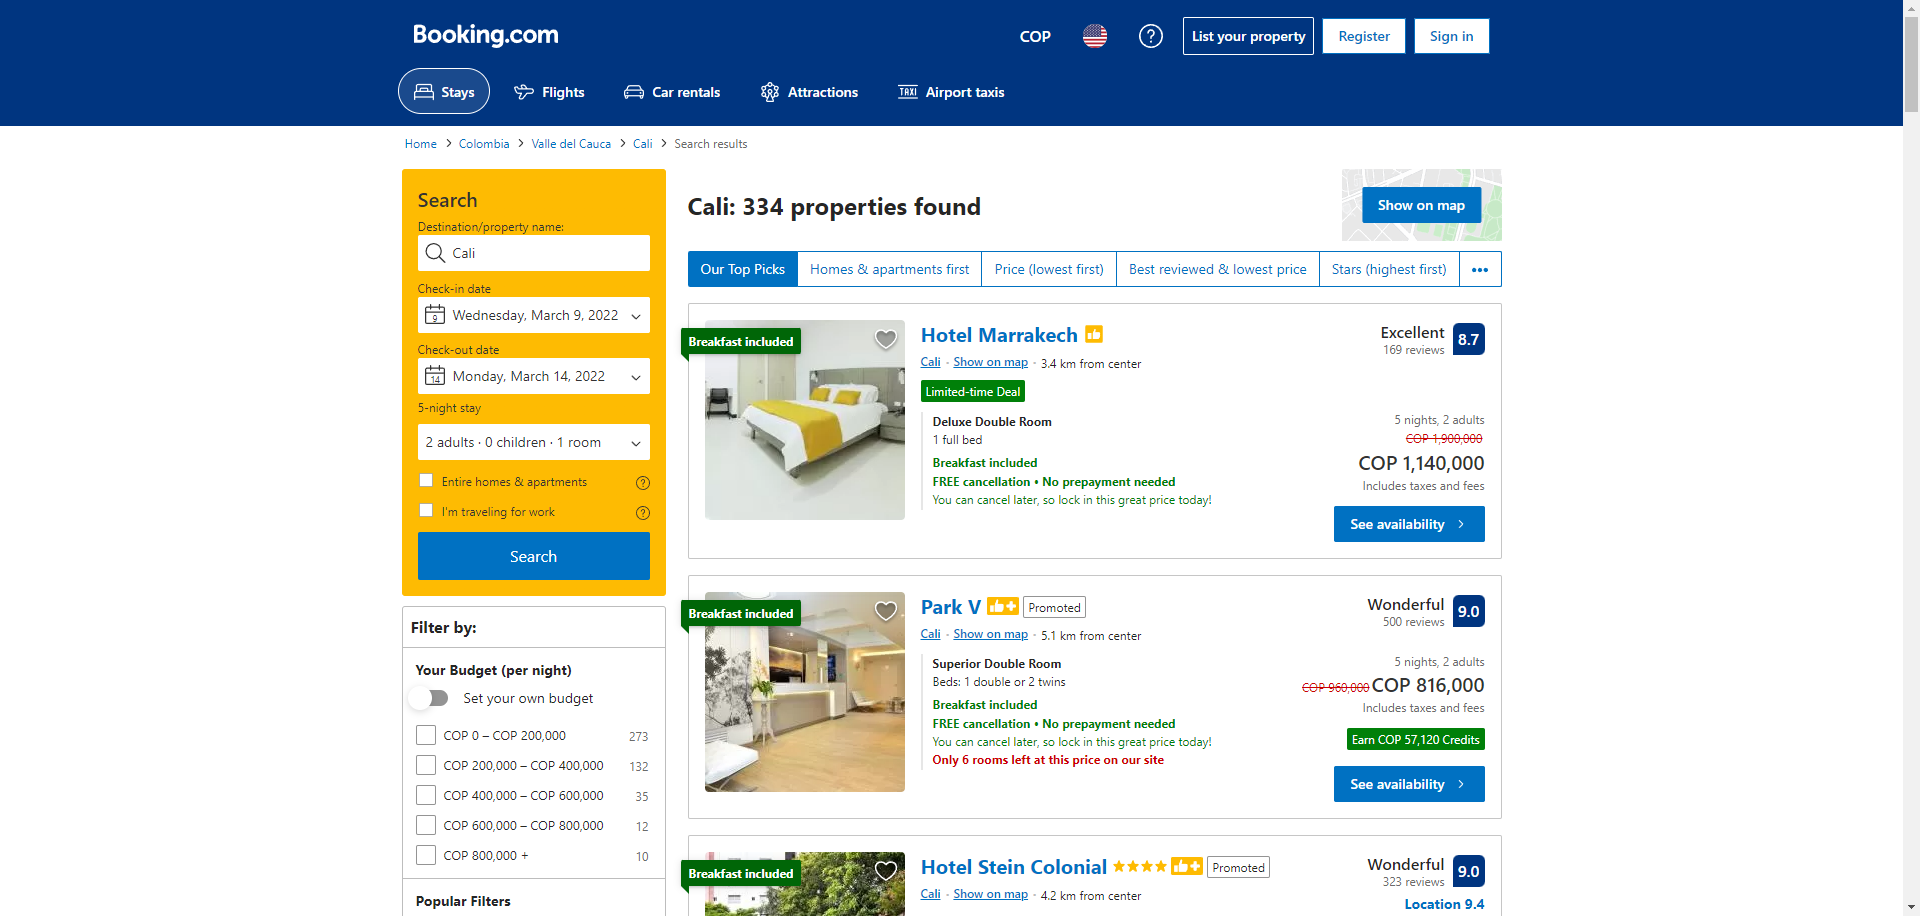 Booking.com
COP
List your property
Register
Sign in
Stays
Flights
Car rentals
Attractions
TAXI
Airport taxis
Home > Colombia > Valle del Cauca > Cali > Search results
Search
Destination/property name:
Cali
Check-in date
9
Wednesday, March 9, 2022
Check-out date
14
Monday, March 14, 2022
5-night stay
2 adults · 0 children · 1 room
Entire homes & apartments
I'm traveling for work
Search
Filter by:
Your Budget (per night)
Set your own budget
COP 0 – COP 200,000 273
COP 200,000 – COP 400,000 132
COP 400,000 – COP 600,000 35
COP 600,000 – COP 800,000 12
COP 800,000 + 10
Popular Filters
Cali: 334 properties found
Show on map
Our Top Picks
Homes & apartments first
Price (lowest first)
Best reviewed & lowest price
Stars (highest first)
•••
Breakfast included
Hotel Marrakech
Cali · Show on map · 3.4 km from center
Limited-time Deal
Deluxe Double Room
1 full bed
Breakfast included
FREE cancellation • No prepayment needed
You can cancel later, so lock in this great price today!
Excellent 8.7
169 reviews
5 nights, 2 adults
COP 1,900,000
COP 1,140,000
Includes taxes and fees
See availability
Breakfast included
Park V Promoted
Cali · Show on map · 5.1 km from center
Superior Double Room
Beds: 1 double or 2 twins
Breakfast included
FREE cancellation • No prepayment needed
You can cancel later, so lock in this great price today!
Only 6 rooms left at this price on our site
Wonderful 9.0
500 reviews
5 nights, 2 adults
COP 960,000 COP 816,000
Includes taxes and fees
Earn COP 57,120 Credits
See availability
Breakfast included
Hotel Stein Colonial Promoted
Cali · Show on map · 4.2 km from center
Wonderful 9.0
323 reviews
Location 9.4